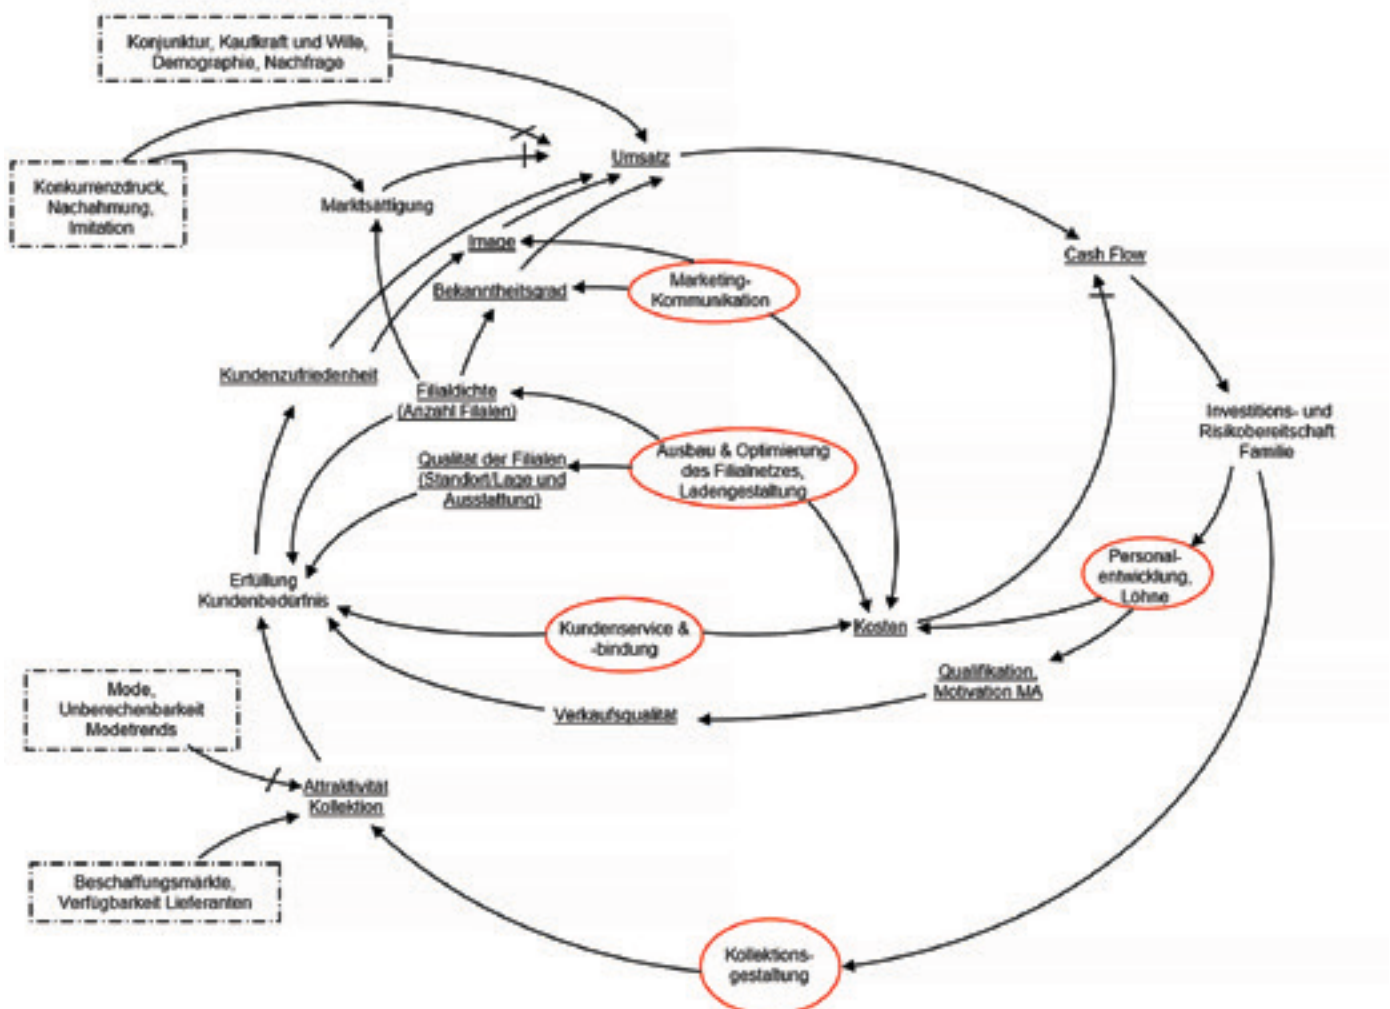 Konjunktur, Kaufkraft und Wille,
Demographie, Nachfrage
Konkurrenzdruck,
Nachahmung,
Imitation
Umsatz
Marktsättigung
Image
Cash Flow
Marketing-
Kommunikation
Bekanntheitsgrad
Kundenzufriedenheit
Filialdichte
(Anzahl Filialen)
Investitions- und
Risikobereitschaft
Familie
Ausbau & Optimierung
des Filialnetzes,
Ladengestaltung
Qualität der Filialen
(Standort/Lage und
Ausstattung)
Personal-
entwicklung,
Löhne
Erfüllung
Kundenbedürfnis
Kundenservice &
-bindung
Kosten
Qualifikation,
Motivation MA
Mode,
Unberechenbarkeit
Modetrends
Verkaufsqualität
Attraktivität
Kollektion
Beschaffungsmärkte,
Verfügbarkeit Lieferanten
Kollektions-
gestaltung